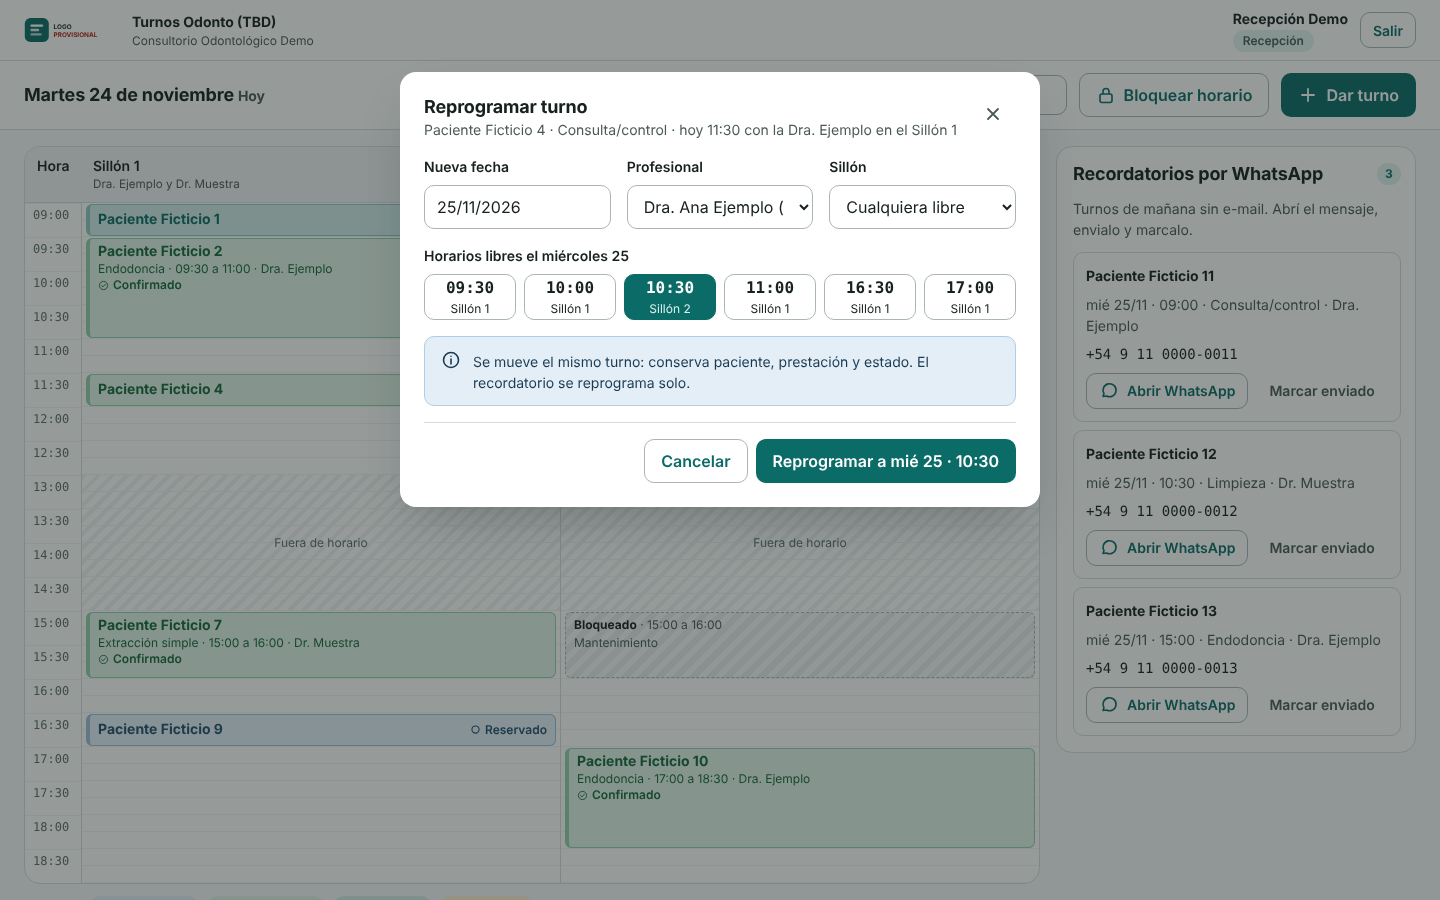 LOGO
PROVISIONAL
Turnos Odonto (TBD)
Consultorio Odontológico Demo
Recepción Demo
Recepción
Salir
Martes 24 de noviembre Hoy
Bloquear horario
Dar turno
Reprogramar turno
Paciente Ficticio 4 · Consulta/control · hoy 11:30 con la Dra. Ejemplo en el Sillón 1
Nueva fecha
Profesional
Sillón
25/11/2026
Dra. Ana Ejemplo (
Cualquiera libre
Horarios libres el miércoles 25
09:30
Sillón 1
10:00
Sillón 1
10:30
Sillón 2
11:00
Sillón 1
16:30
Sillón 1
17:00
Sillón 1
Se mueve el mismo turno: conserva paciente, prestación y estado. El
recordatorio se reprograma solo.
Cancelar
Reprogramar a mié 25 · 10:30
Hora
Sillón 1
Dra. Ejemplo y Dr. Muestra
09:00
09:30
10:00
10:30
11:00
11:30
12:00
12:30
13:00
13:30
14:00
14:30
15:00
15:30
16:00
16:30
17:00
17:30
18:00
18:30
Paciente Ficticio 1
Paciente Ficticio 2
Endodoncia · 09:30 a 11:00 · Dra. Ejemplo
Confirmado
Paciente Ficticio 4
Fuera de horario
Fuera de horario
Paciente Ficticio 7
Extracción simple · 15:00 a 16:00 · Dr. Muestra
Confirmado
Bloqueado · 15:00 a 16:00
Mantenimiento
Paciente Ficticio 9
Reservado
Paciente Ficticio 10
Endodoncia · 17:00 a 18:30 · Dra. Ejemplo
Confirmado
Recordatorios por WhatsApp
3
Turnos de mañana sin e-mail. Abrí el mensaje,
envialo y marcalo.
Paciente Ficticio 11
mié 25/11 · 09:00 · Consulta/control · Dra.
Ejemplo
+54 9 11 0000-0011
Abrir WhatsApp
Marcar enviado
Paciente Ficticio 12
mié 25/11 · 10:30 · Limpieza · Dr. Muestra
+54 9 11 0000-0012
Abrir WhatsApp
Marcar enviado
Paciente Ficticio 13
mié 25/11 · 15:00 · Endodoncia · Dra. Ejemplo
+54 9 11 0000-0013
Abrir WhatsApp
Marcar enviado